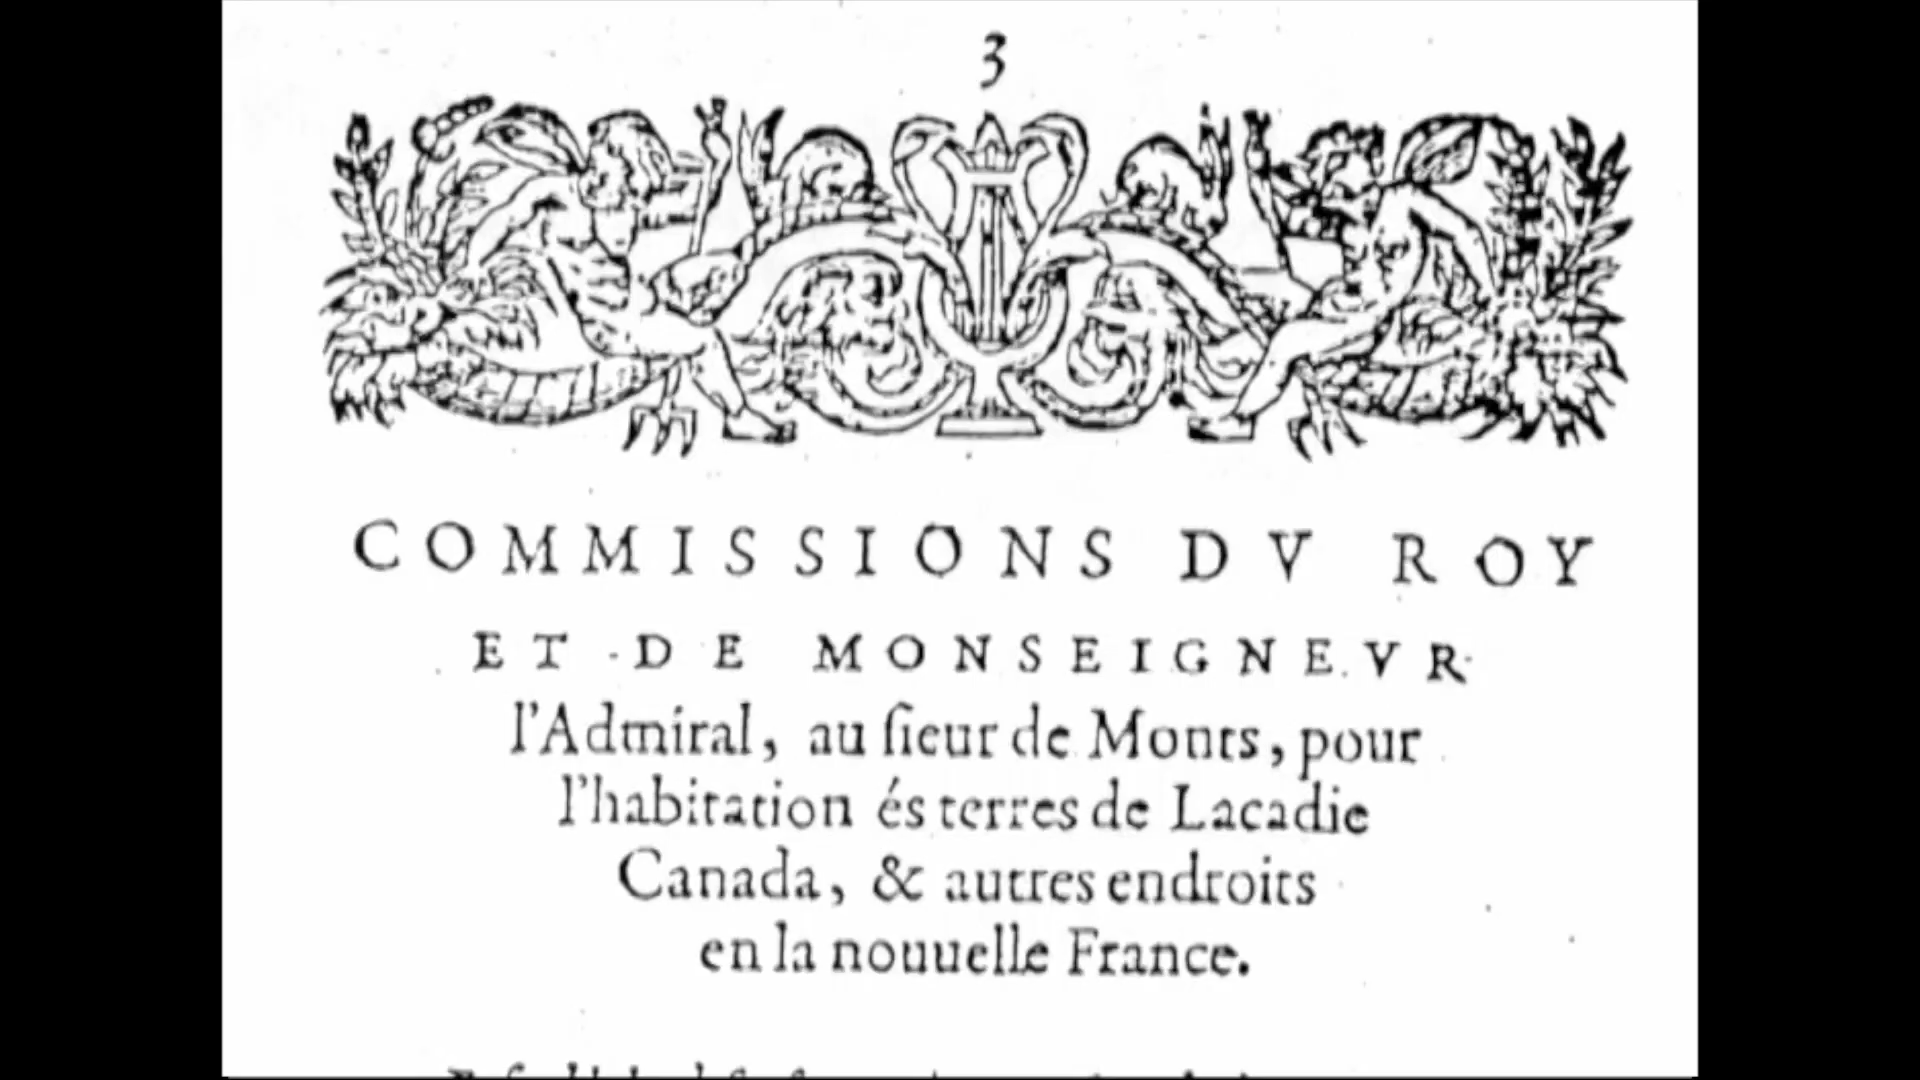 3
COMMISSIONS DV ROY
ET DE MONSEIGNEVR
l'Admiral, au ſieur de Monts, pour
l'habitation és terres de Lacadie
Canada, & autres endroits
en la nouuelle France.